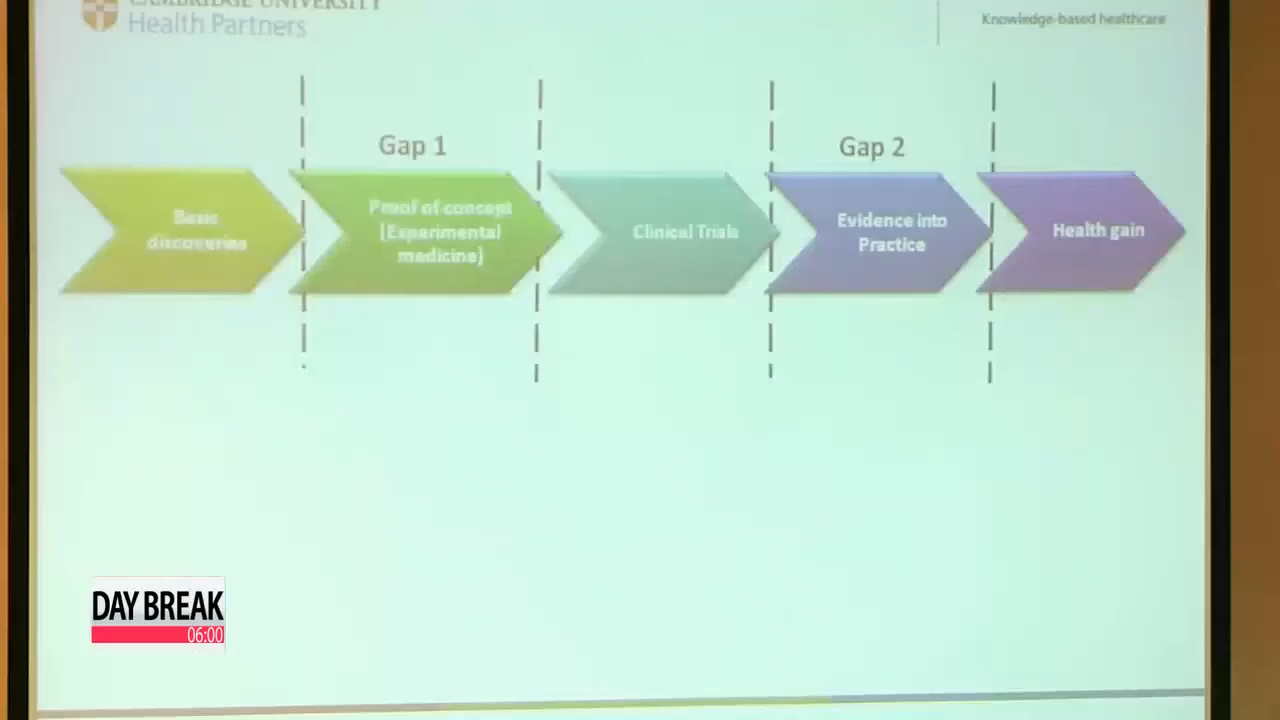 CAMBRIDGE UNIVERSITY
Health Partners
Knowledge-based healthcare
Gap 1
Gap 2
Basic
discoveries
Proof of concept
(Experimental
medicine)
Clinical Trials
Evidence into
Practice
Health gain
DAY BREAK
06:00